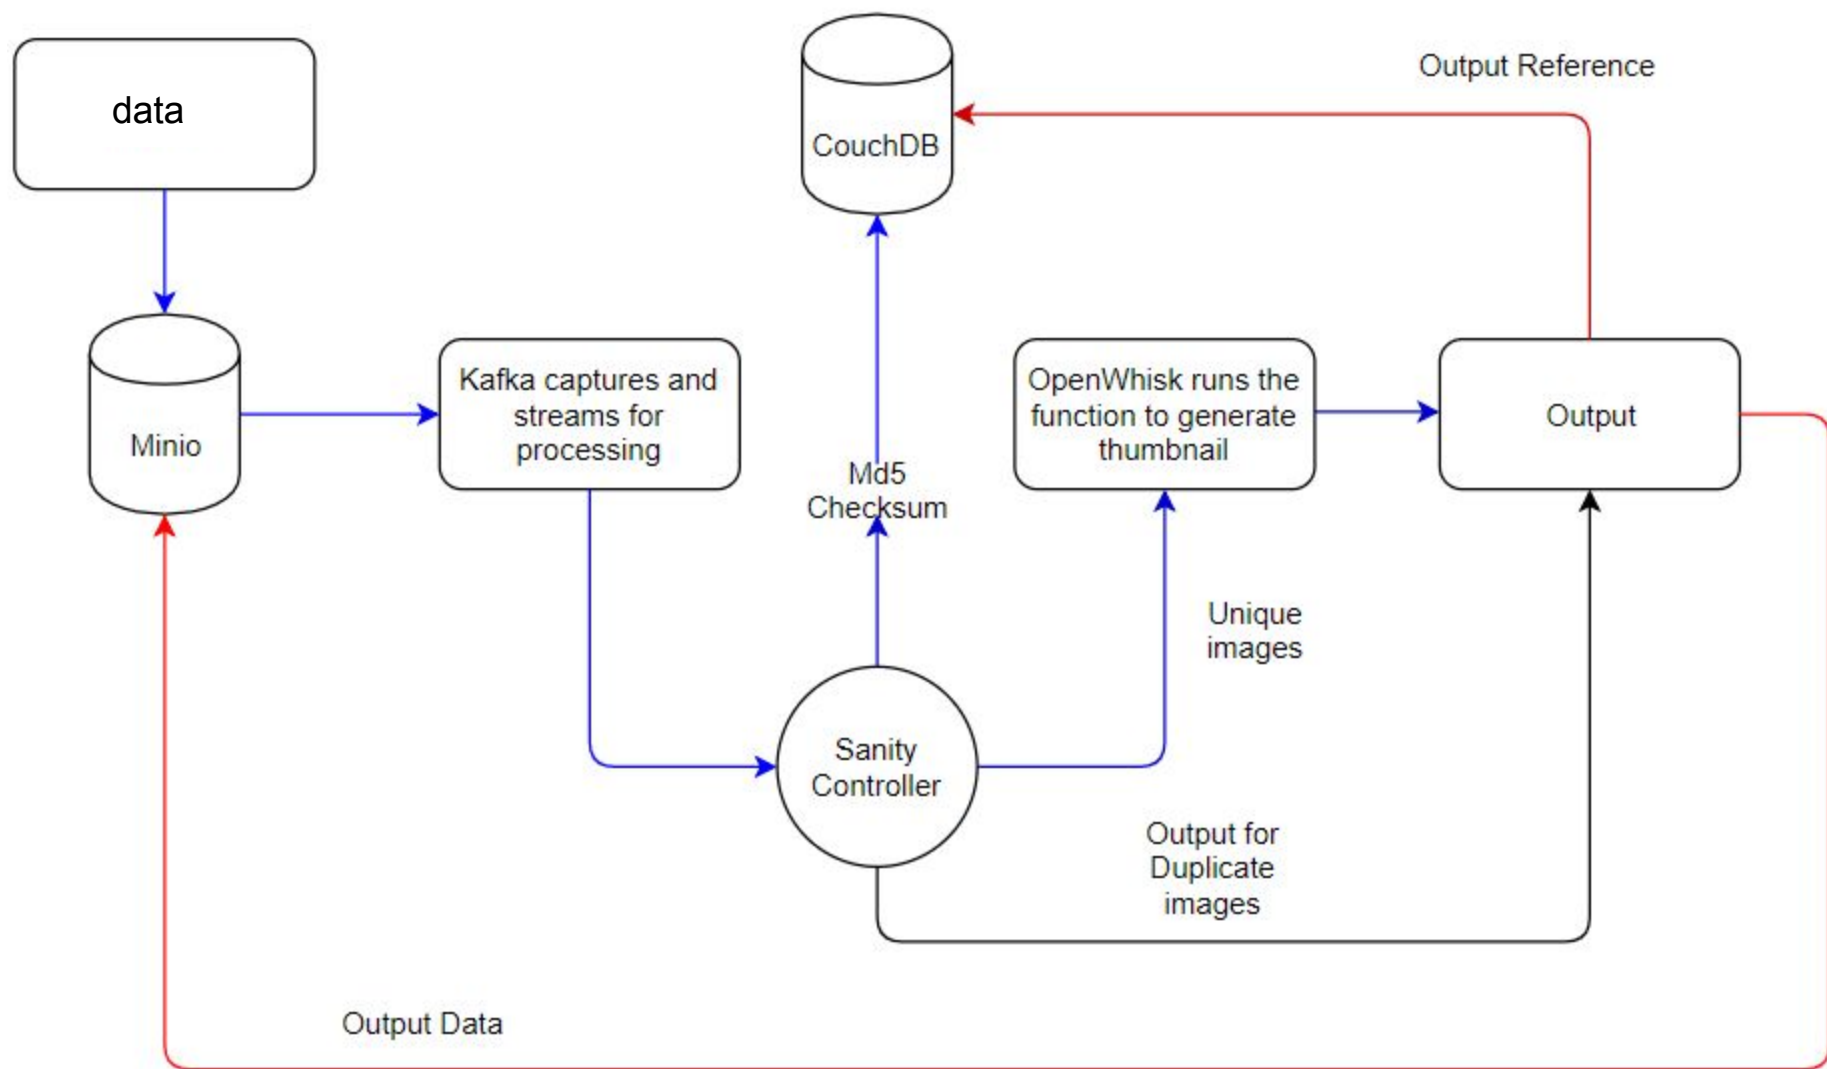 data
CouchDB
Output Reference
Minio
Kafka captures and
streams for
processing
Md5
Checksum
OpenWhisk runs the
function to generate
thumbnail
Output
Unique
images
Sanity
Controller
Output for
Duplicate
images
Output Data